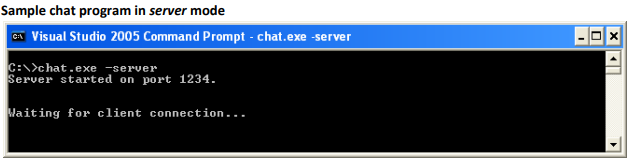 Sample chat program in server mode
Visual Studio 2005 Command Prompt - chat.exe -server
C:\>chat.exe -server
Server started on port 1234.
Waiting for client connection...